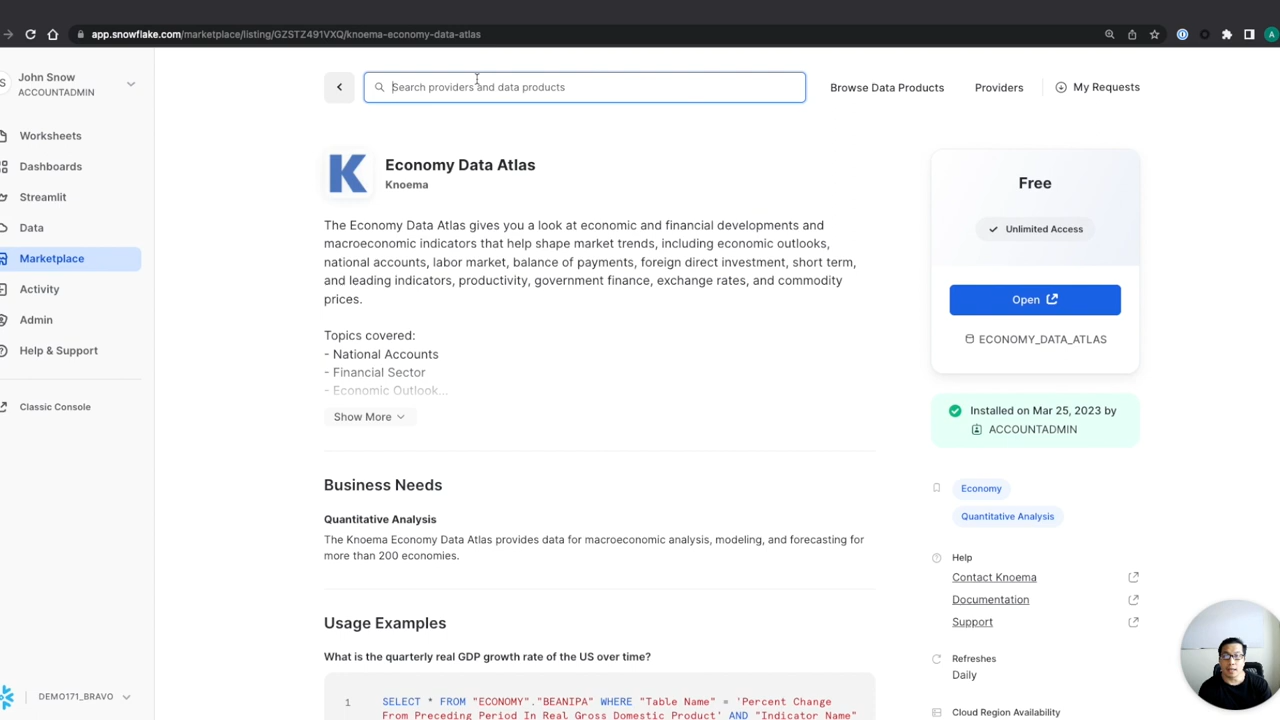 app.snowflake.com/marketplace/listing/GZSTZ491VXQ/knoema-economy-data-atlas
A
S
John Snow
ACCOUNTADMIN
Worksheets
Dashboards
Streamlit
Data
Marketplace
Activity
Admin
Help & Support
Classic Console
DEMO171_BRAVO
Search providers and data products
Browse Data Products
Providers
My Requests
K
Economy Data Atlas
Knoema
The Economy Data Atlas gives you a look at economic and financial developments and
macroeconomic indicators that help shape market trends, including economic outlooks,
national accounts, labor market, balance of payments, foreign direct investment, short term,
and leading indicators, productivity, government finance, exchange rates, and commodity
prices.
Topics covered:
- National Accounts
- Financial Sector
- Economic Outlook...
Show More
Business Needs
Quantitative Analysis
The Knoema Economy Data Atlas provides data for macroeconomic analysis, modeling, and forecasting for
more than 200 economies.
Usage Examples
What is the quarterly real GDP growth rate of the US over time?
1
SELECT * FROM "ECONOMY"."BEANIPA" WHERE "Table Name" = 'Percent Change
From Preceding Period In Real Gross Domestic Product' AND "Indicator Name"
Free
Unlimited Access
Open
ECONOMY_DATA_ATLAS
Installed on Mar 25, 2023 by
ACCOUNTADMIN
Economy
Quantitative Analysis
Help
Contact Knoema
Documentation
Support
Refreshes
Daily
Cloud Region Availability